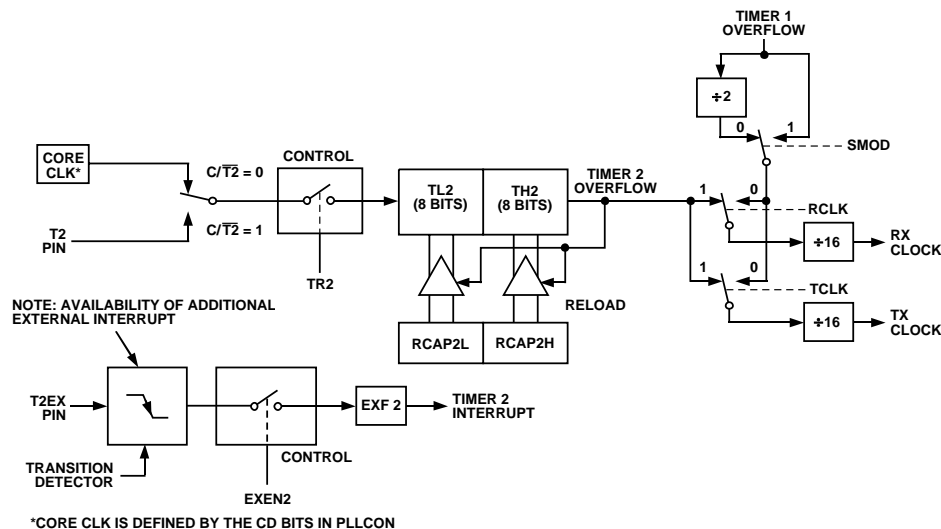 TIMER 1
OVERFLOW
÷2
0
1
SMOD
CORE
CLK*
C/T2 = 0
CONTROL
TL2
(8 BITS)
TH2
(8 BITS)
TIMER 2
OVERFLOW
1
0
RCLK
T2
PIN
C/T2 = 1
÷16
RX
CLOCK
TR2
1
0
TCLK
RELOAD
÷16
TX
CLOCK
NOTE: AVAILABILITY OF ADDITIONAL
EXTERNAL INTERRUPT
RCAP2L
RCAP2H
T2EX
PIN
EXF 2
TIMER 2
INTERRUPT
CONTROL
TRANSITION
DETECTOR
EXEN2
*CORE CLK IS DEFINED BY THE CD BITS IN PLLCON